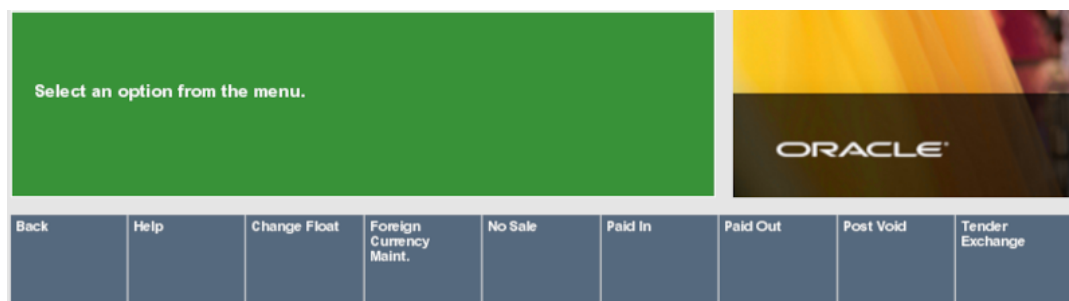 Select an option from the menu.
ORACLE
Back
Help
Change Float
Foreign
Currency
Maint.
No Sale
Paid In
Paid Out
Post Void
Tender
Exchange